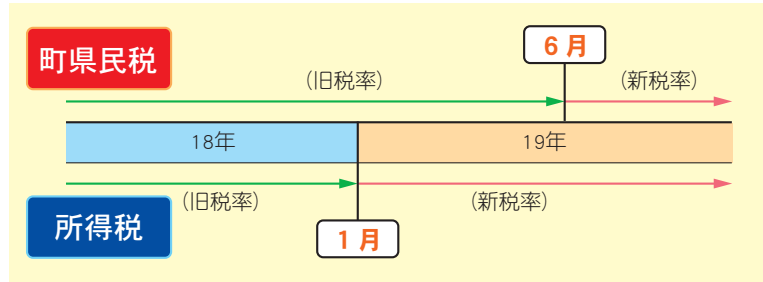 町県民税
6月
(旧税率)
(新税率)
18年
19年
(旧税率)
(新税率)
所得税
1月